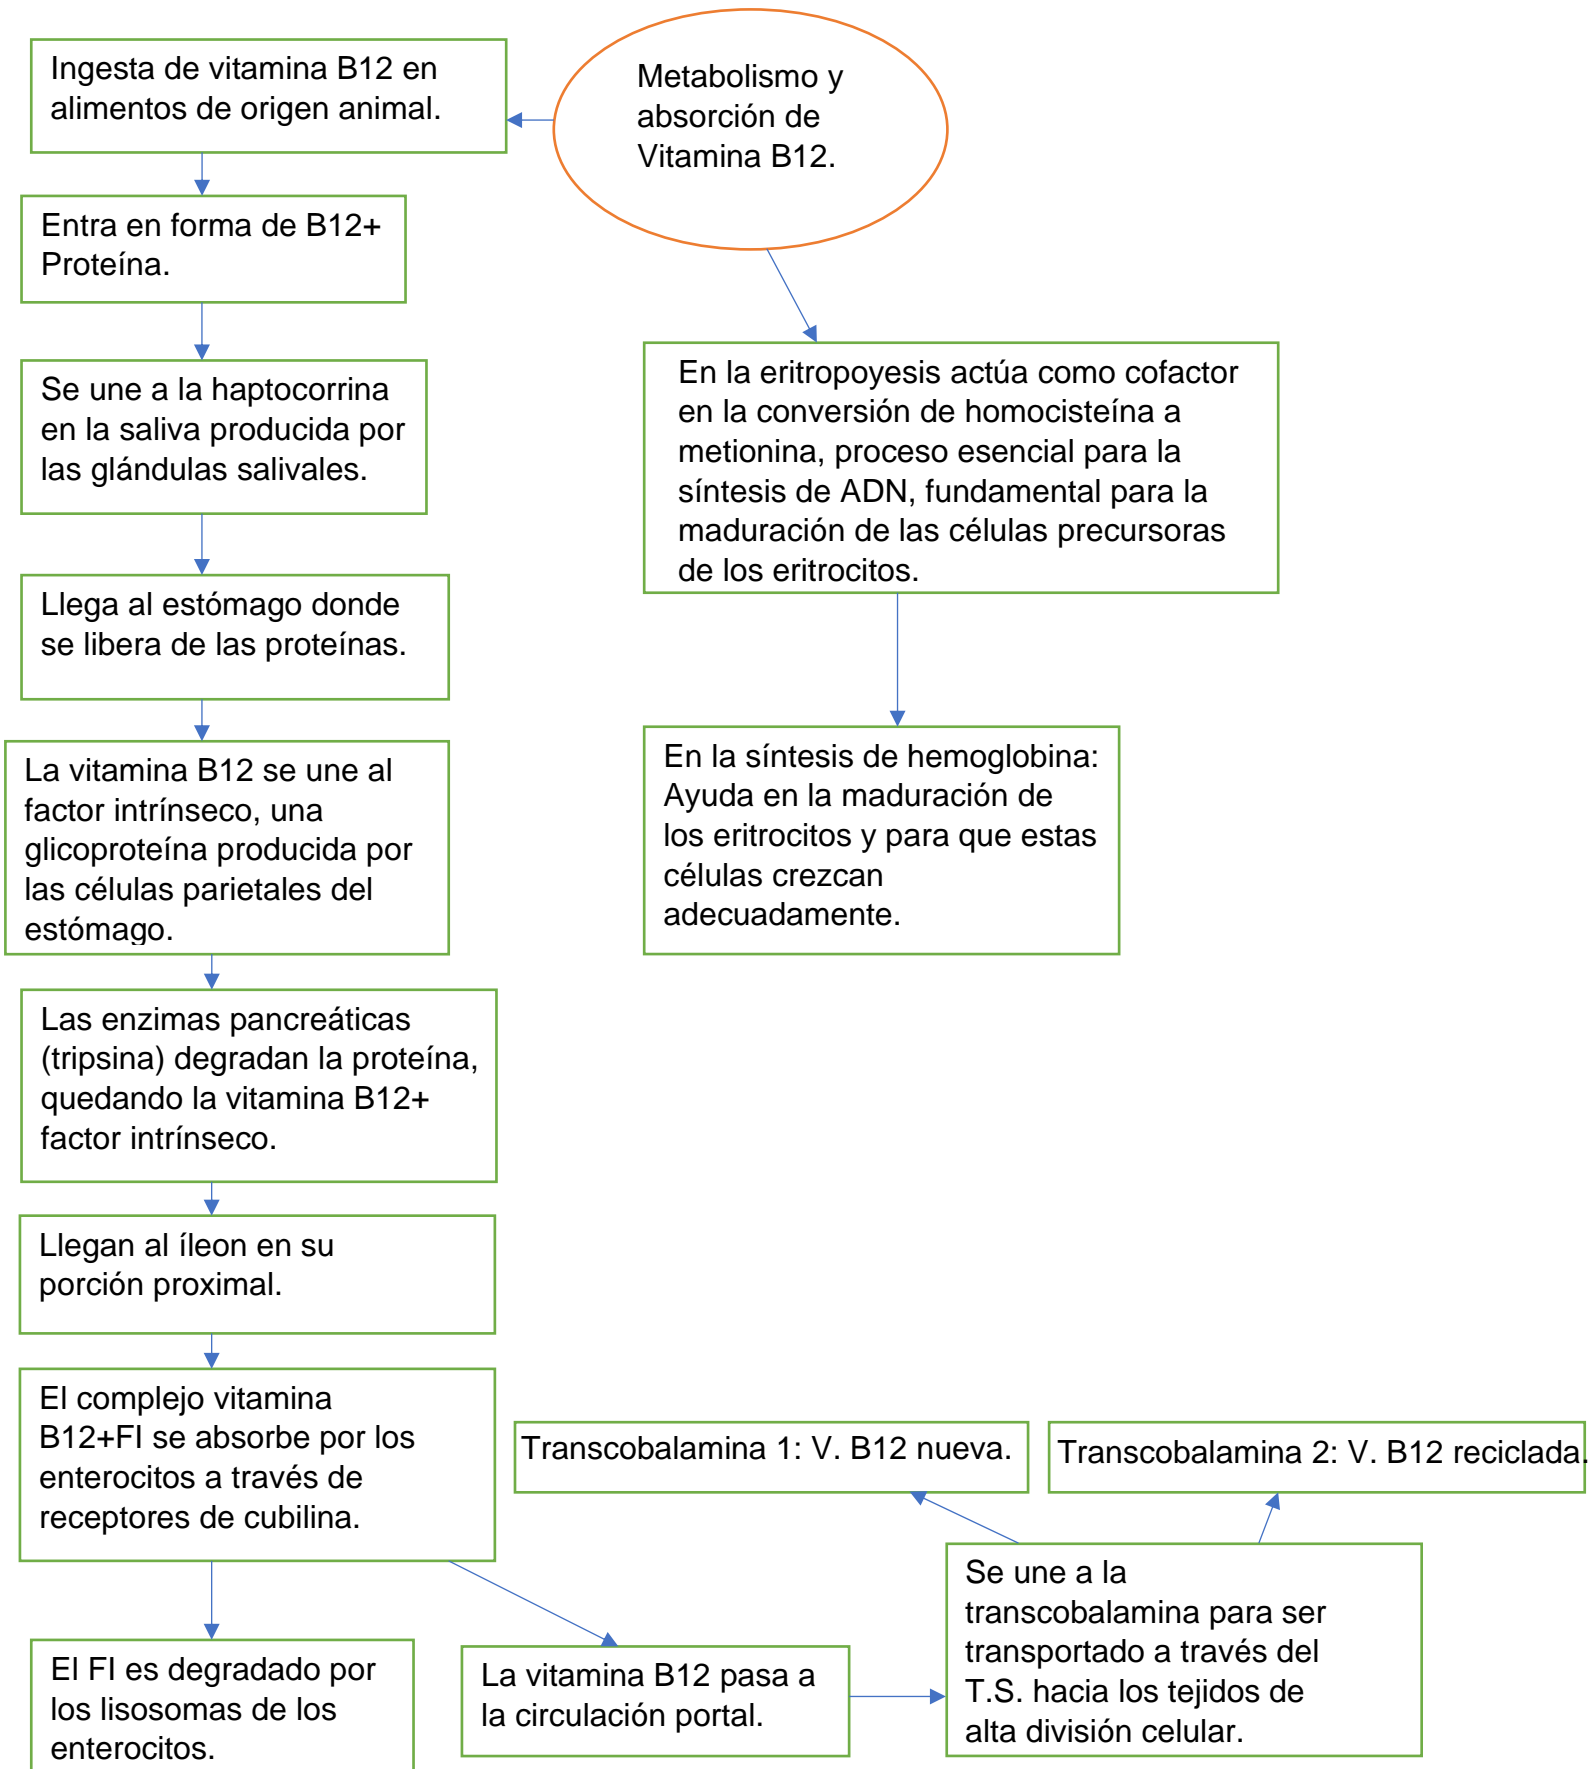 Metabolismo y
absorción de
Vitamina B12.
Ingesta de vitamina B12 en
alimentos de origen animal.
Entra en forma de B12+
Proteína.
Se une a la haptocorrina
en la saliva producida por
las glándulas salivales.
Llega al estómago donde
se libera de las proteínas.
La vitamina B12 se une al
factor intrínseco, una
glicoproteína producida por
las células parietales del
estómago.
Las enzimas pancreáticas
(tripsina) degradan la proteína,
quedando la vitamina B12+
factor intrínseco.
Llegan al íleon en su
porción proximal.
El complejo vitamina
B12+FI se absorbe por los
enterocitos a través de
receptores de cubilina.
El FI es degradado por
los lisosomas de los
enterocitos.
La vitamina B12 pasa a
la circulación portal.
Se une a la
transcobalamina para ser
transportado a través del
T.S. hacia los tejidos de
alta división celular.
Transcobalamina 1: V. B12 nueva.
Transcobalamina 2: V. B12 reciclada.
En la eritropoyesis actúa como cofactor
en la conversión de homocisteína a
metionina, proceso esencial para la
síntesis de ADN, fundamental para la
maduración de las células precursoras
de los eritrocitos.
En la síntesis de hemoglobina:
Ayuda en la maduración de
los eritrocitos y para que estas
células crezcan
adecuadamente.